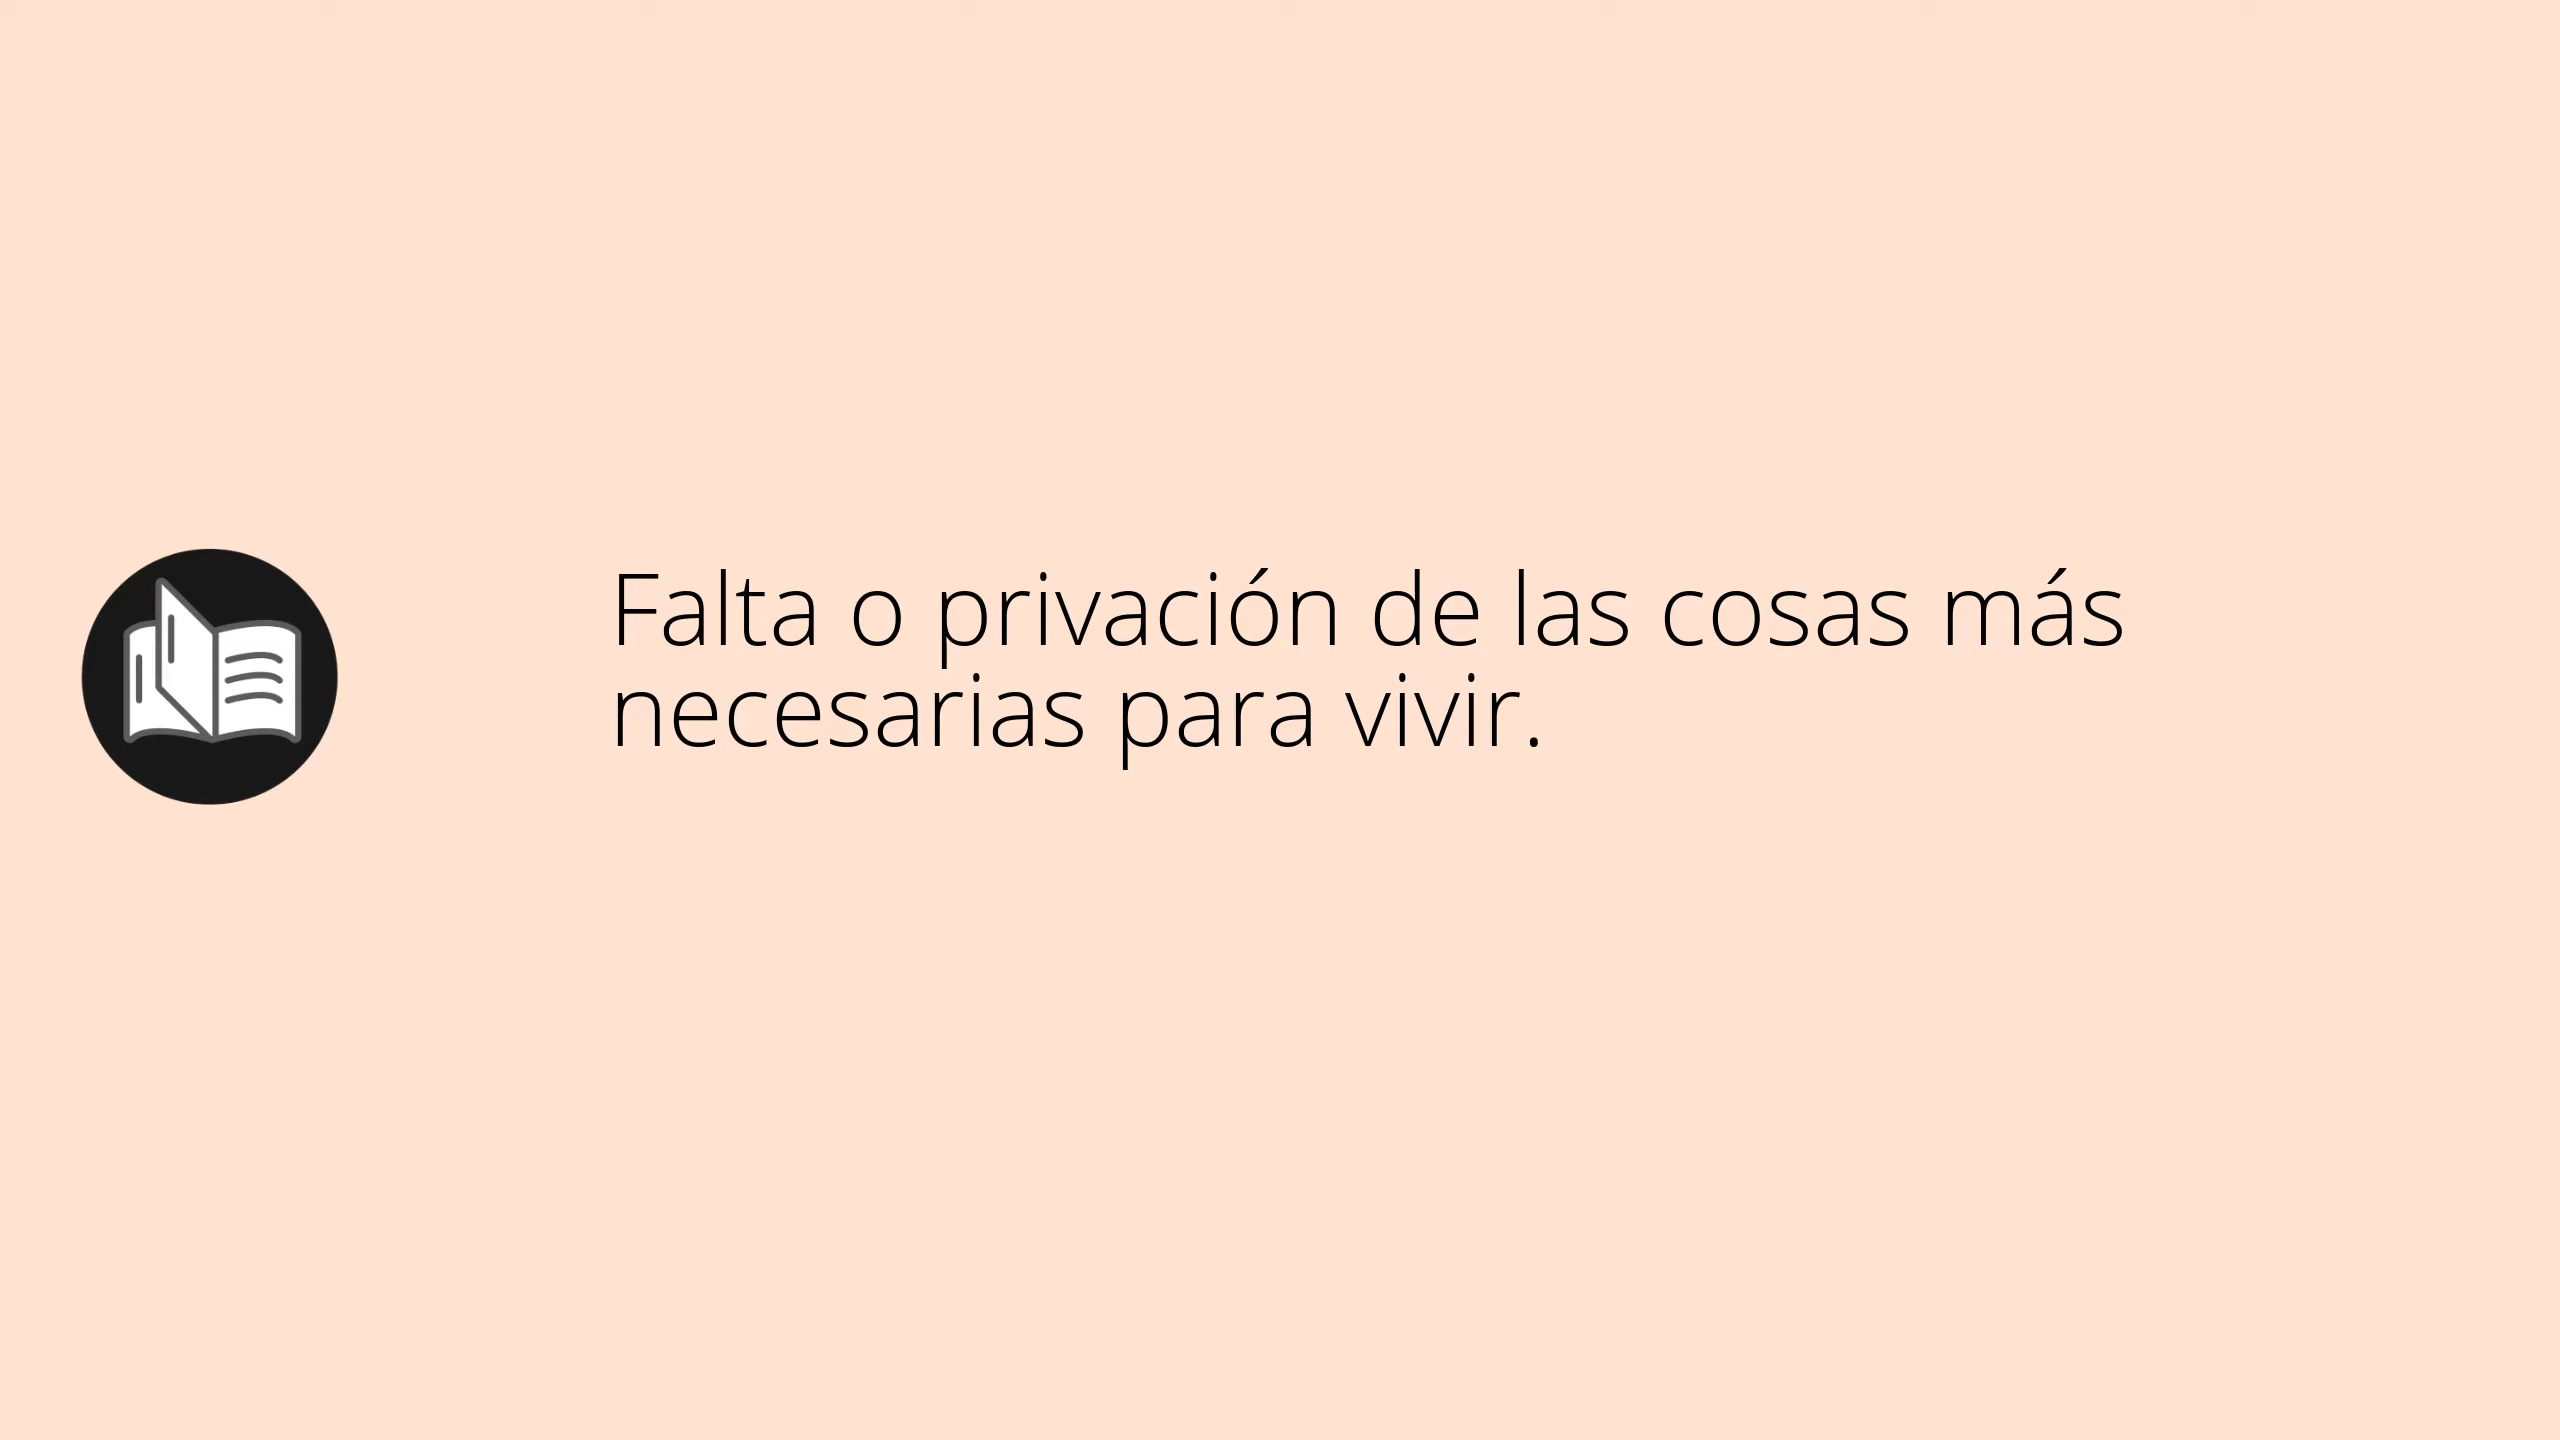 Falta o privación de las cosas más
necesarias para vivir.